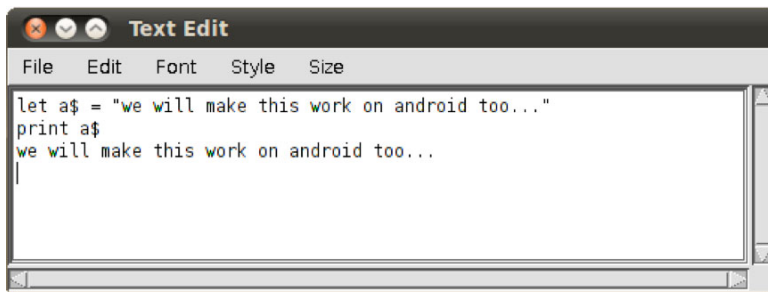 Text Edit
File Edit Font Style Size
let a$ = "we will make this work on android too..."
print a$
we will make this work on android too...